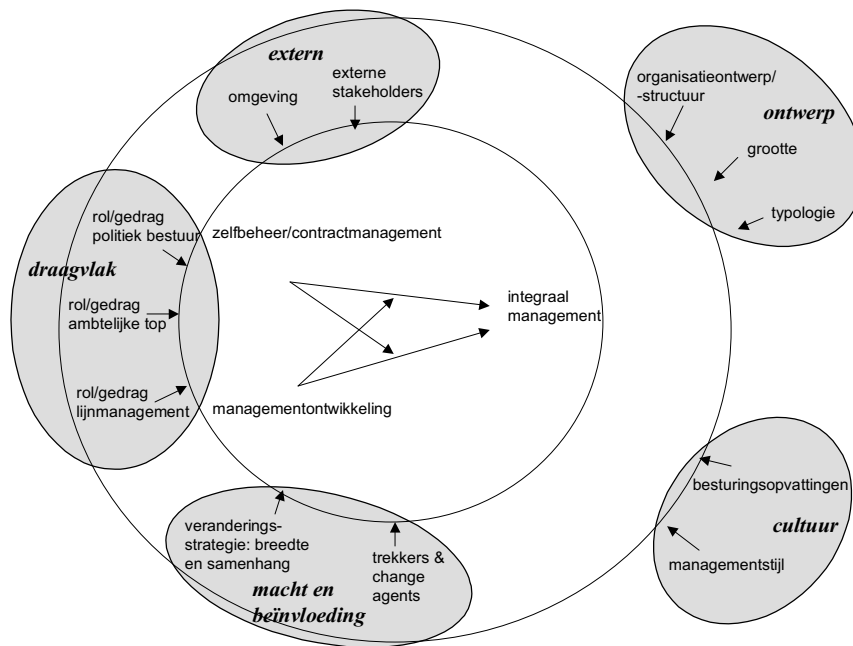 extern
externe
stakeholders
omgeving
organisatieontwerp/
-structuur
ontwerp
grootte
typologie
rol/gedrag
politiek bestuur
draagvlak
rol/gedrag
ambtelijke top
rol/gedrag
lijnmanagement
zelfbeheer/contractmanagement
integraal
management
managementontwikkeling
besturingsopvattingen
cultuur
managementstijl
veranderings-
strategie: breedte
en samenhang
trekkers &
change
agents
macht en
beïnvloeding